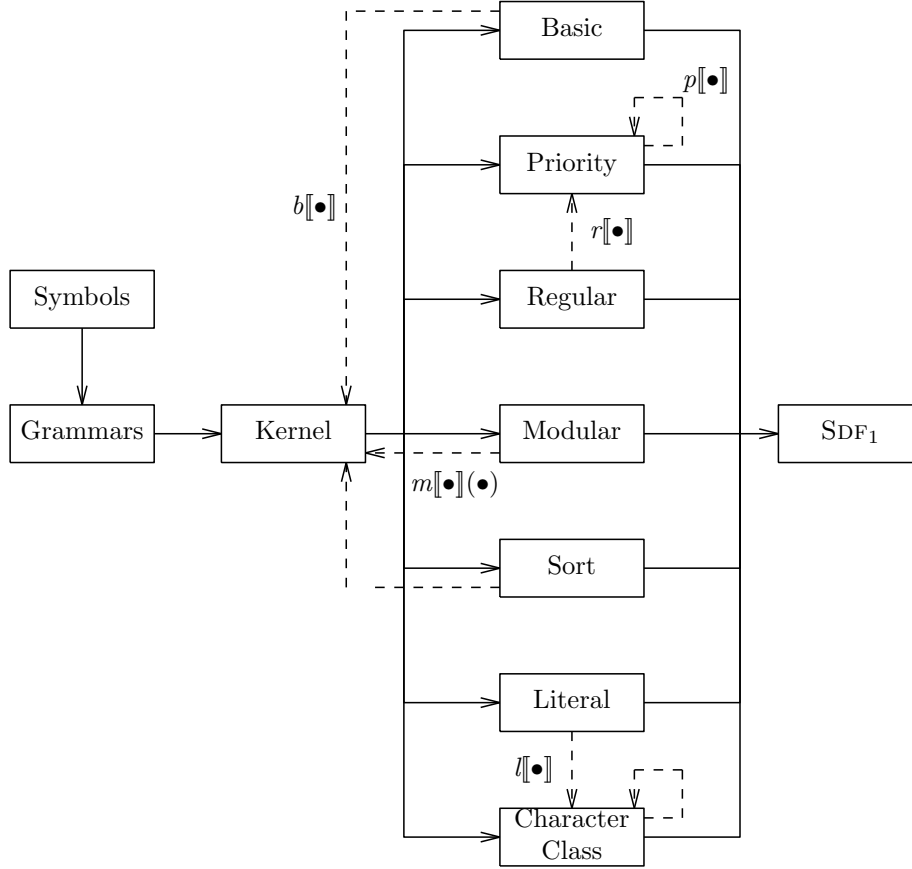 Basic
p⟦•⟧
Priority
b⟦•⟧
r⟦•⟧
Symbols
Regular
Grammars
Kernel
Modular
SDF₁
m⟦•⟧(•)
Sort
Literal
l⟦•⟧
Character
Class